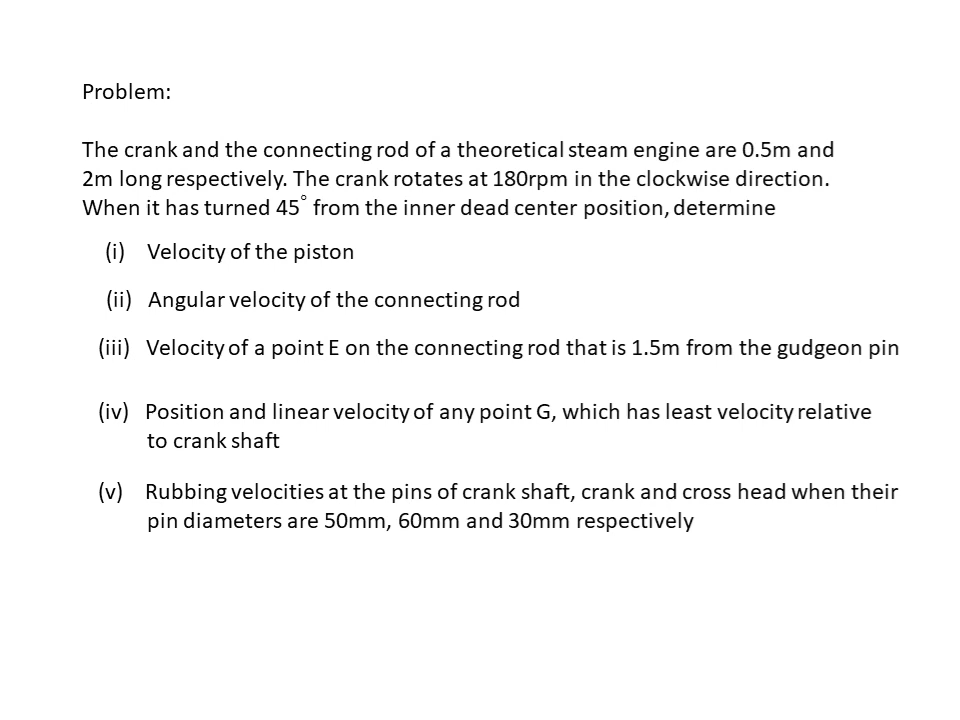 Problem:
The crank and the connecting rod of a theoretical steam engine are 0.5m and
2m long respectively. The crank rotates at 180rpm in the clockwise direction.
When it has turned 45° from the inner dead center position, determine
(i) Velocity of the piston
(ii) Angular velocity of the connecting rod
(iii) Velocity of a point E on the connecting rod that is 1.5m from the gudgeon pin
(iv) Position and linear velocity of any point G, which has least velocity relative
to crank shaft
(v) Rubbing velocities at the pins of crank shaft, crank and cross head when their
pin diameters are 50mm, 60mm and 30mm respectively